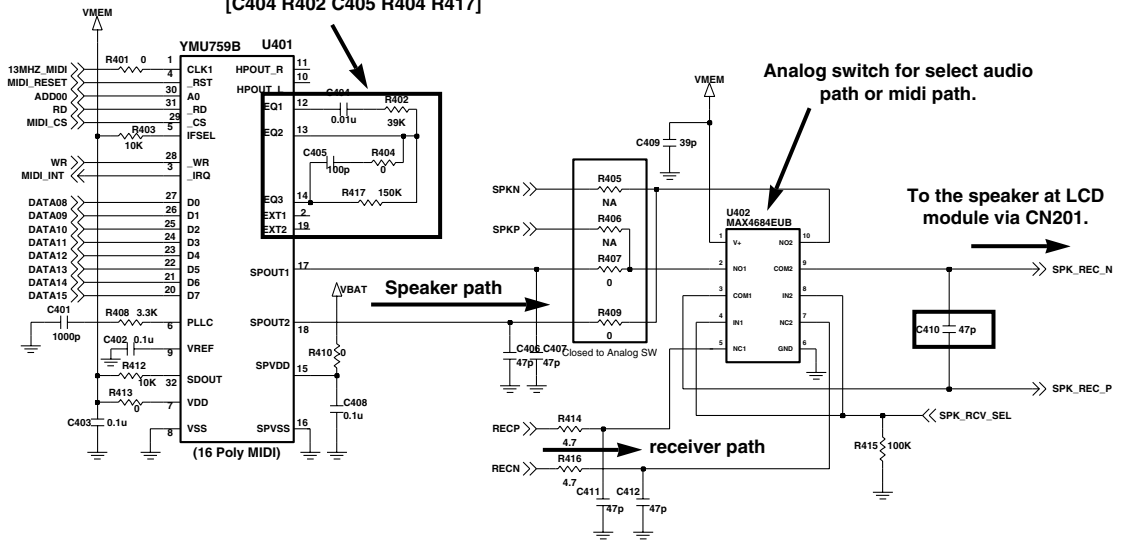 [C404 R402 C405 R404 R417]
VMEM
YMU759B U401
R401 0
13MHZ_MIDI 1 CLK1
MIDI_RESET 4 _RST
ADD00 30 A0
RD 31 _RD
MIDI_CS 29 _CS
R403 5 IFSEL
10K
WR 28 _WR
MIDI_INT 3 _IRQ
DATA08 27 D0
DATA09 26 D1
DATA10 25 D2
DATA11 24 D3
DATA12 23 D4
DATA13 22 D5
DATA14 21 D6
DATA15 20 D7
C401 R408 3.3K
1000p 6 PLLC
C402 0.1u 9 VREF
R412
10K 32 SDOUT
R413
0 7 VDD
C403 0.1u
8 VSS
(16 Poly MIDI)
HPOUT_R 11
10
HPOUT_L
EQ1 12 C404 R402
0.01u 39K
EQ2 13
C405 R404
100p 0
R417 150K
EQ3 14
EXT1 2
EXT2 19
SPOUT1 17
VBAT
Speaker path
SPOUT2 18
R410 0
SPVDD 15
C408
0.1u
SPVSS 16
C406 C407
47p 47p
SPKN R405
NA
SPKP R406
NA
R407
0
R409
0
Closed to Analog SW
VMEM
C409 39p
Analog switch for select audio
path or midi path.
U402
MAX4684EUB
1 V+ NO2 10
2 NO1 COM2 9
3 COM1 IN2 8
4 IN1 NC2 7
5 NC1 GND 6
To the speaker at LCD
module via CN201.
SPK_REC_N
C410 47p
SPK_REC_P
SPK_RCV_SEL
R415 100K
RECP R414
4.7
receiver path
RECN R416
4.7
C411 C412
47p 47p